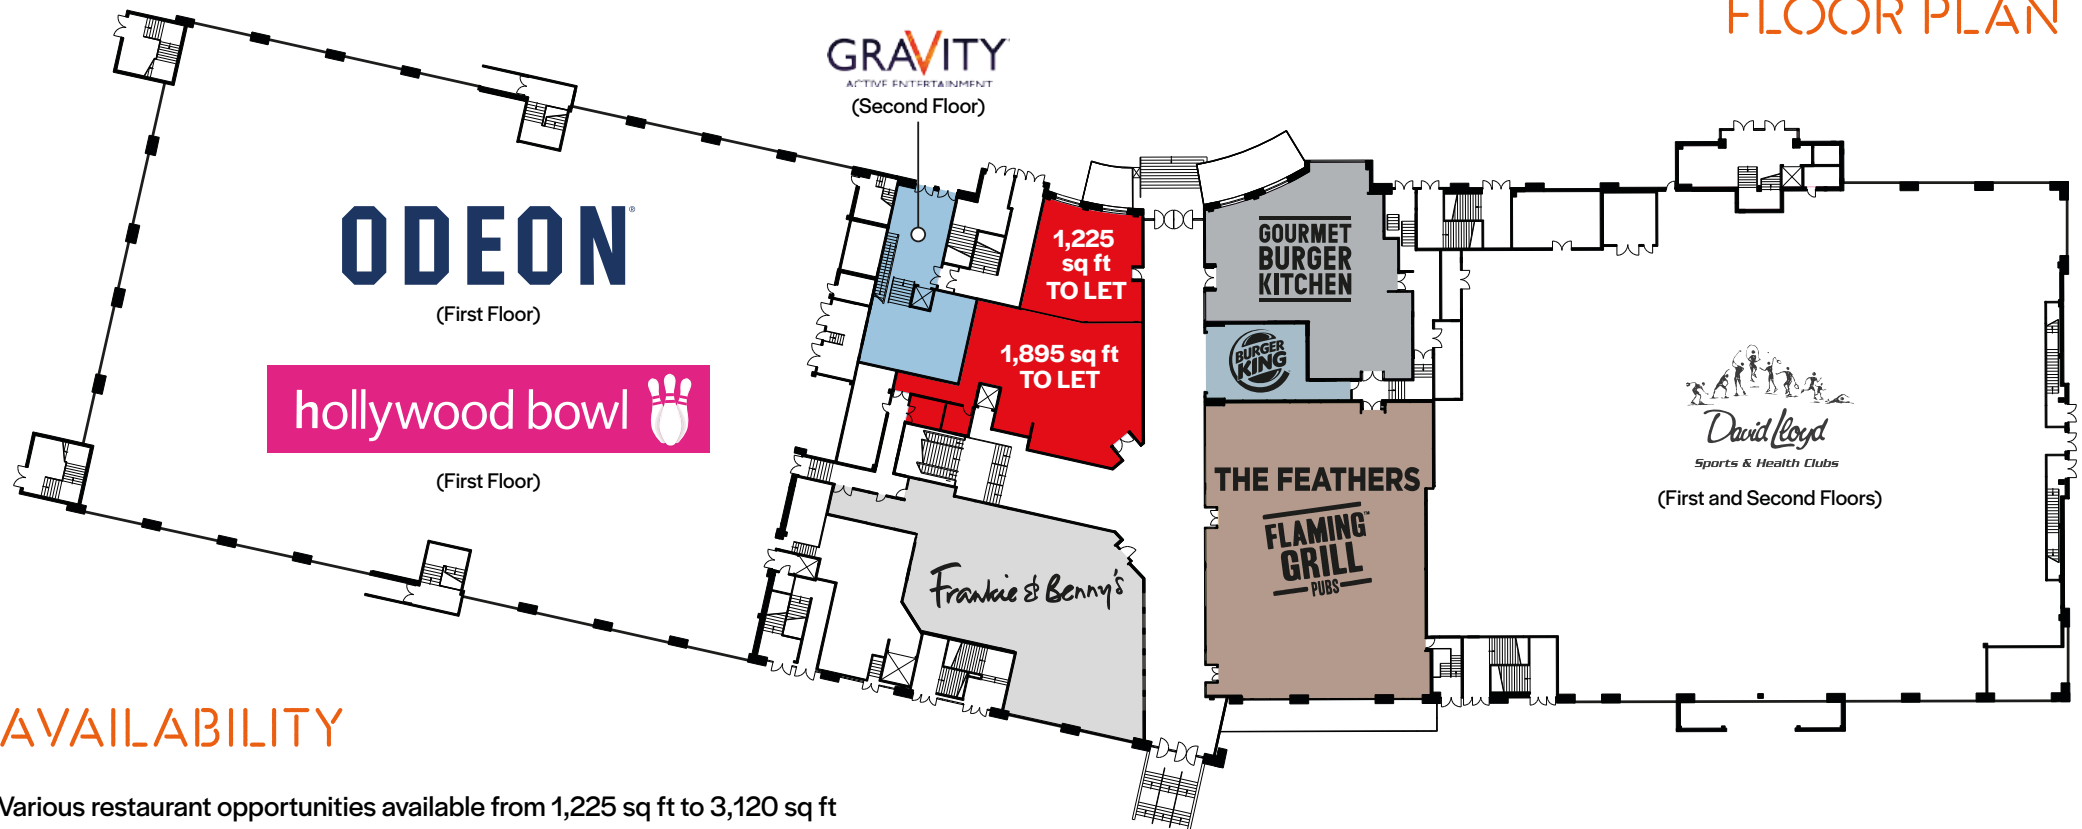 FLOOR PLAN
GRAVITY
ACTIVE ENTERTAINMENT
(Second Floor)
ODEON®
(First Floor)
hollywood bowl
(First Floor)
1,225
sq ft
TO LET
1,895 sq ft
TO LET
GOURMET
BURGER
KITCHEN
BURGER
KING
THE FEATHERS
FLAMING™
GRILL
PUBS
Frankie & Benny's
David Lloyd
Sports & Health Clubs
(First and Second Floors)
AVAILABILITY
Various restaurant opportunities available from 1,225 sq ft to 3,120 sq ft